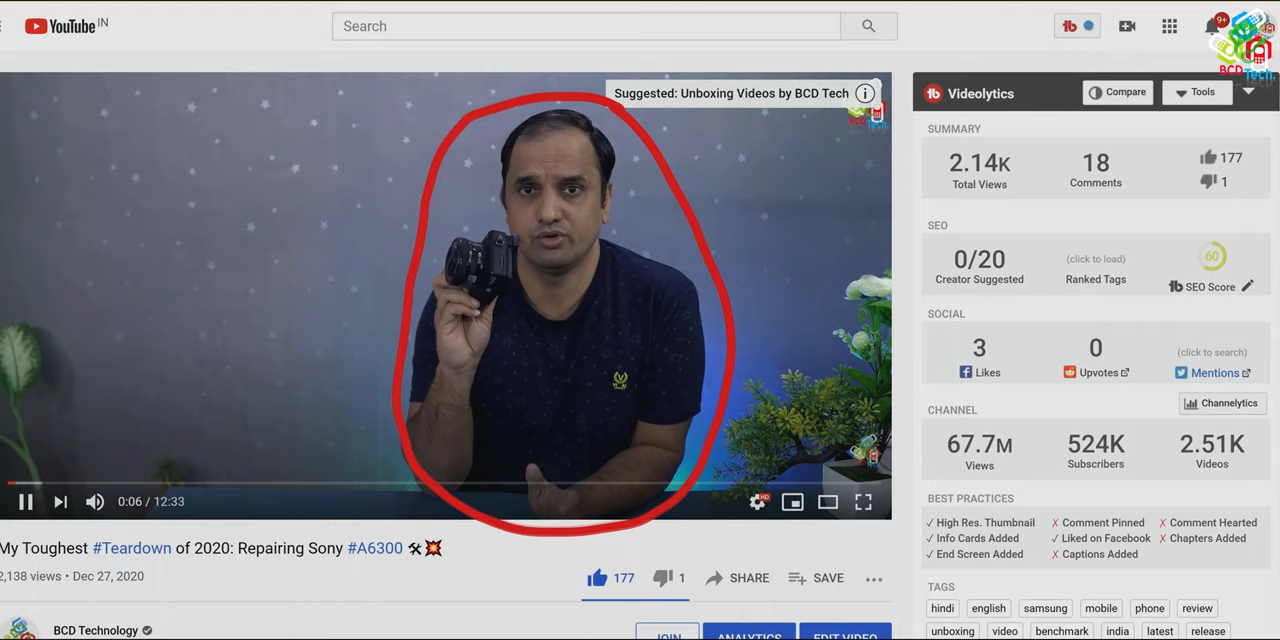 YouTube IN
Search
9+
BCD Tech.
Suggested: Unboxing Videos by BCD Tech
Videolytics
Compare
Tools
SUMMARY
2.14K
18
177
Total Views
Comments
1
SEO
0/20
(click to load)
60
Creator Suggested
Ranked Tags
SEO Score
SOCIAL
3
0
(click to search)
Likes
Upvotes
Mentions
Channelytics
CHANNEL
67.7M
524K
2.51K
Views
Subscribers
Videos
BEST PRACTICES
✓ High Res. Thumbnail ✗ Comment Pinned ✗ Comment Hearted
✓ Info Cards Added ✓ Liked on Facebook ✗ Chapters Added
✓ End Screen Added ✗ Captions Added
TAGS
hindi english samsung mobile phone review
unboxing video benchmark india latest release
0:06 / 12:33
HD
My Toughest #Teardown of 2020: Repairing Sony #A6300
2,138 views • Dec 27, 2020
177
1
SHARE
SAVE
BCD Technology
JOIN
ANALYTICS
EDIT VIDEO